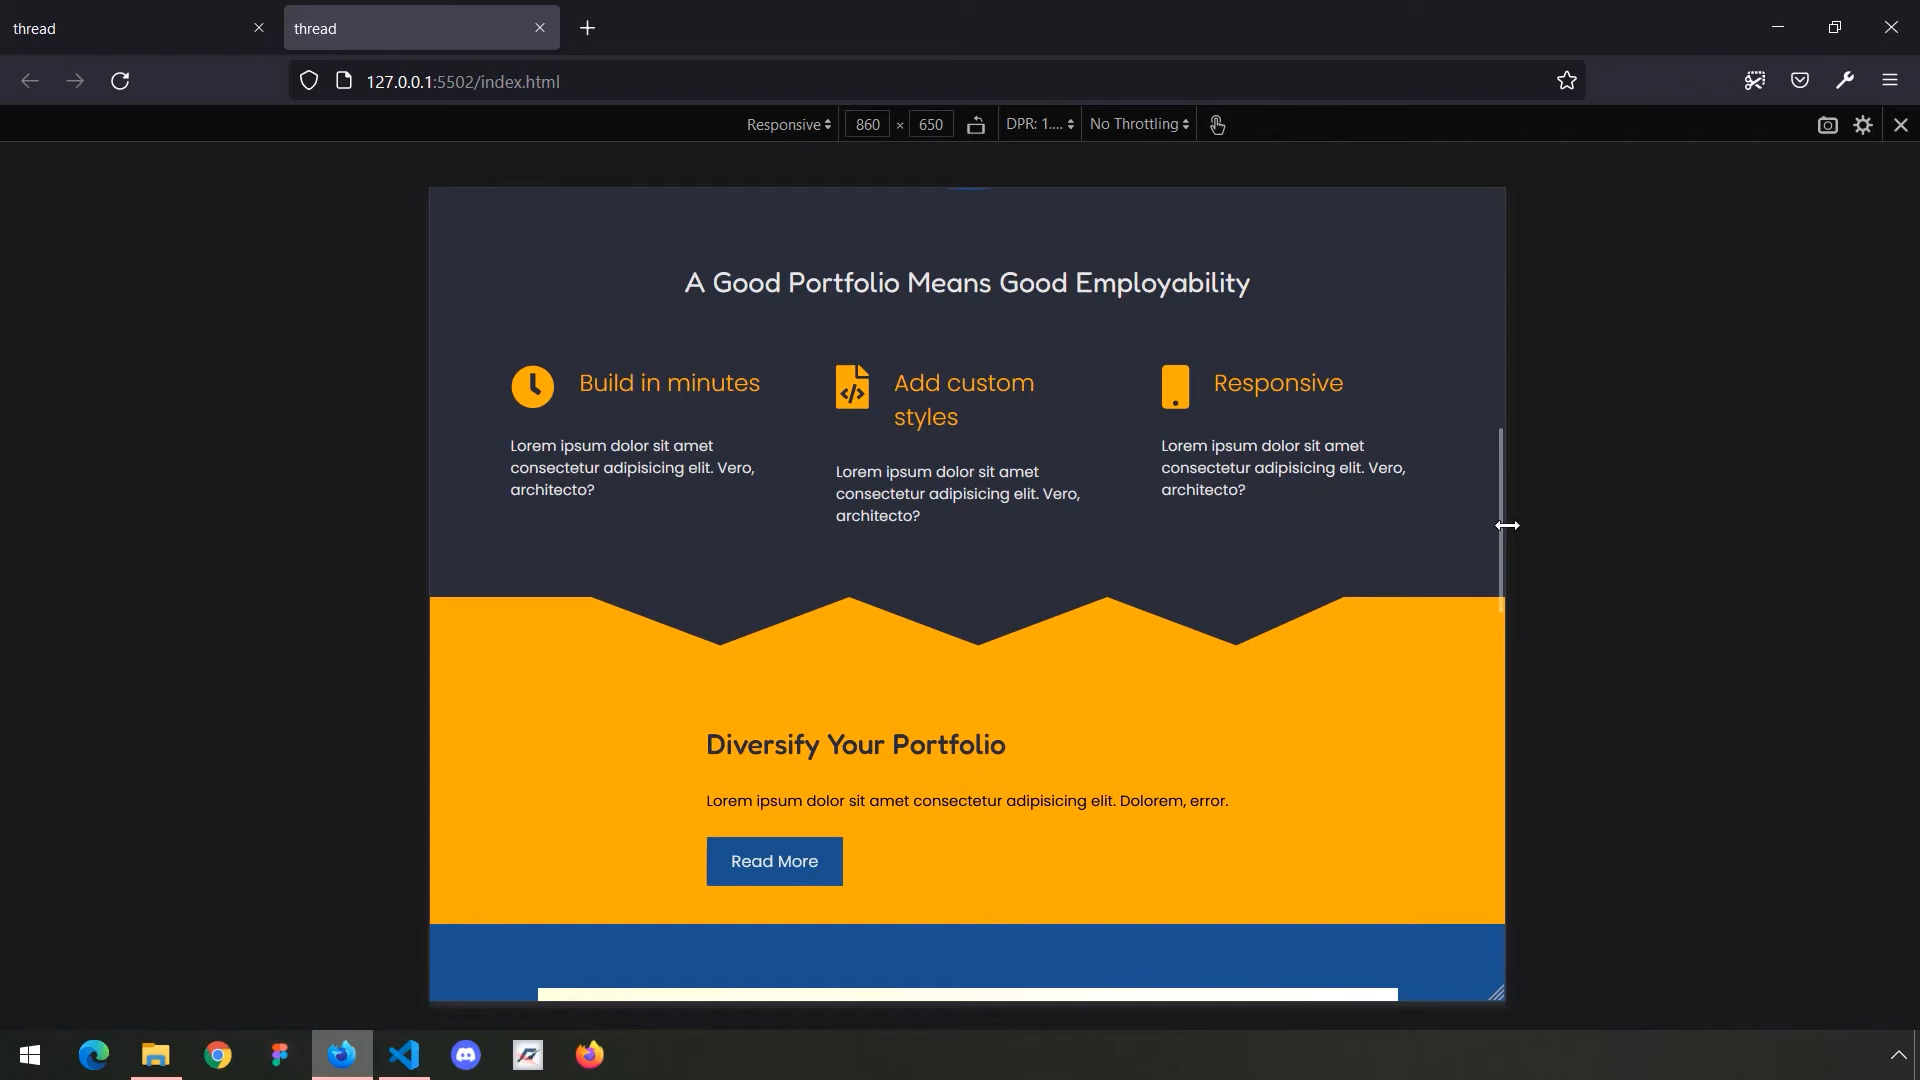 thread
thread
127.0.0.1:5502/index.html
Responsive 860 × 650 DPR: 1.... No Throttling
A Good Portfolio Means Good Employability
Build in minutes
Lorem ipsum dolor sit amet
consectetur adipisicing elit. Vero,
architecto?
Add custom
styles
Lorem ipsum dolor sit amet
consectetur adipisicing elit. Vero,
architecto?
Responsive
Lorem ipsum dolor sit amet
consectetur adipisicing elit. Vero,
architecto?
Diversify Your Portfolio
Lorem ipsum dolor sit amet consectetur adipisicing elit. Dolorem, error.
Read More